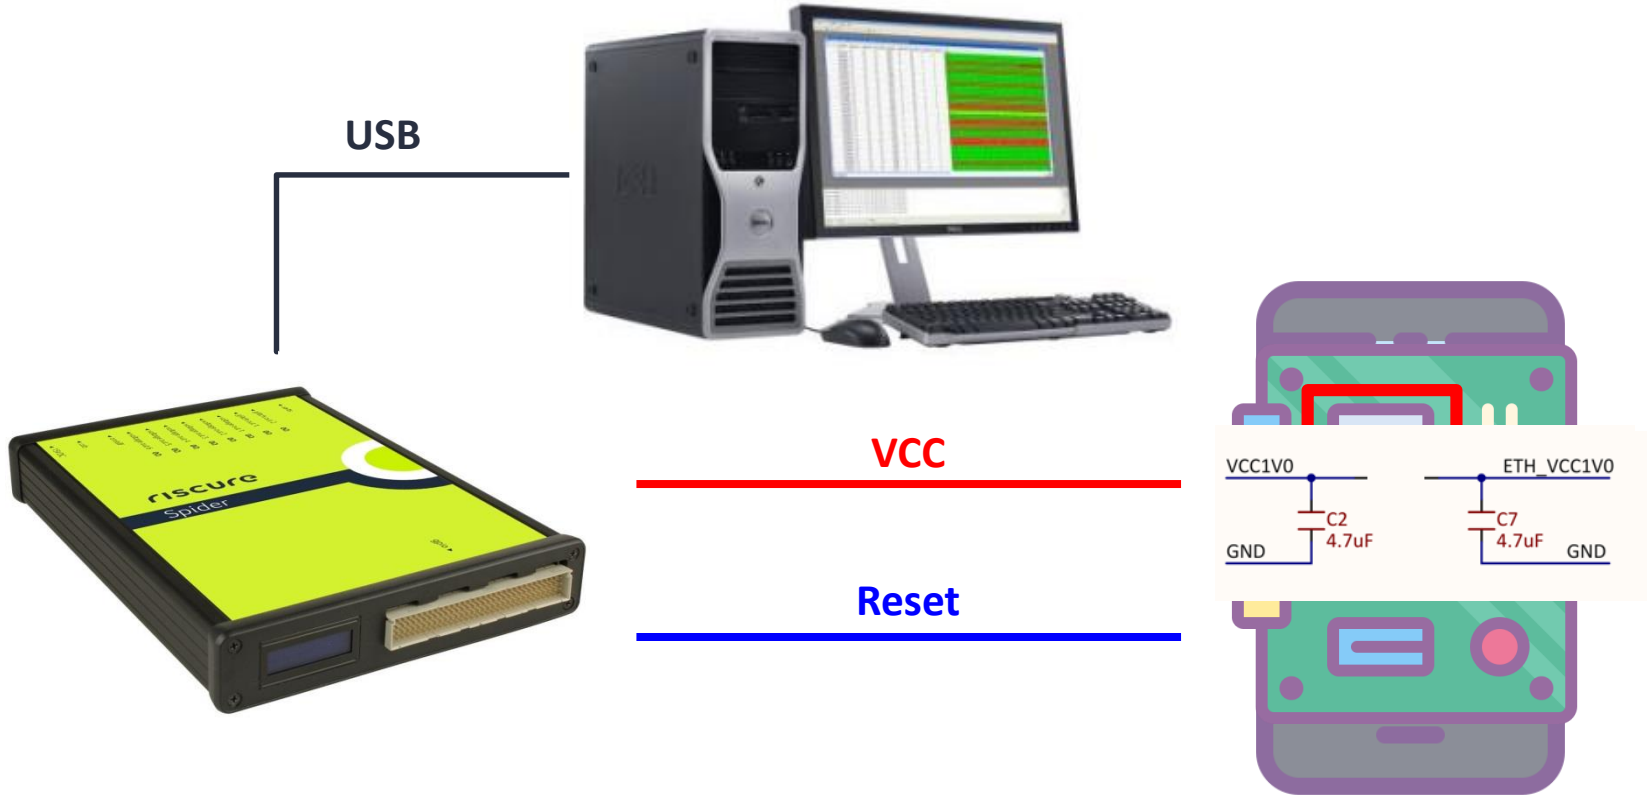 USB
VCC
Reset
riscure
Spider
VCC1V0
ETH_VCC1V0
C2
4.7uF
C7
4.7uF
GND
GND